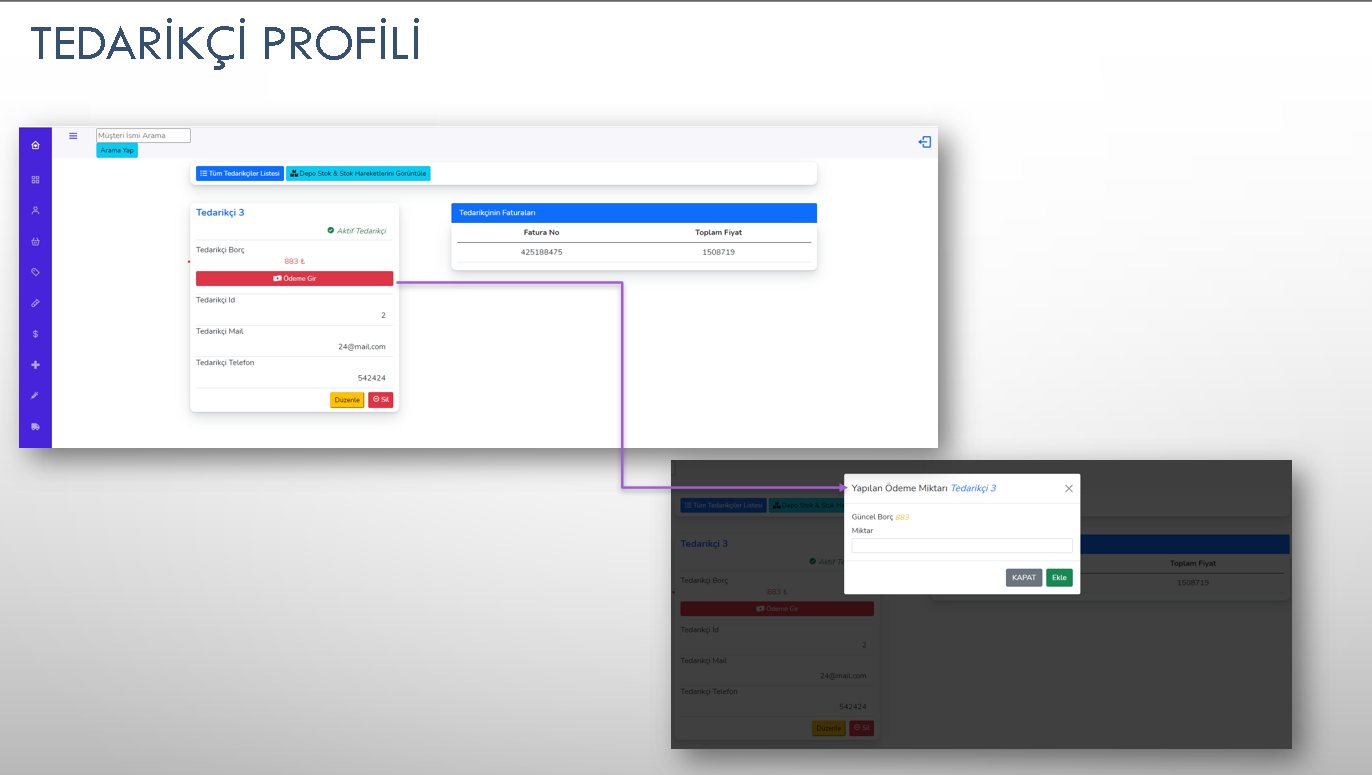 TEDARİKÇİ PROFİLİ
Müşteri İsmi Arama
Arama Yap
Tüm Tedarikçiler Listesi
Depo Stok & Stok Hareketlerini Görüntüle
Tedarikçi 3
Aktif Tedarikçi
Tedarikçi Borç
883 ₺
Ödeme Gir
Tedarikçi Id
2
Tedarikçi Mail
24@mail.com
Tedarikçi Telefon
542424
Düzenle
Sil
Tedarikçinin Faturaları
Fatura No Toplam Fiyat
425188475 1508719
Yapılan Ödeme Miktarı Tedarikçi 3
Güncel Borç 883
Miktar
KAPAT Ekle
Tüm Tedarikçiler Listesi
Depo Stok & Stok
Tedarikçi 3
Aktif
Tedarikçi Borç
883 ₺
Ödeme Gir
Tedarikçi Id
2
Tedarikçi Mail
24@mail.com
Tedarikçi Telefon
542424
Düzenle
Sil
Toplam Fiyat
1508719